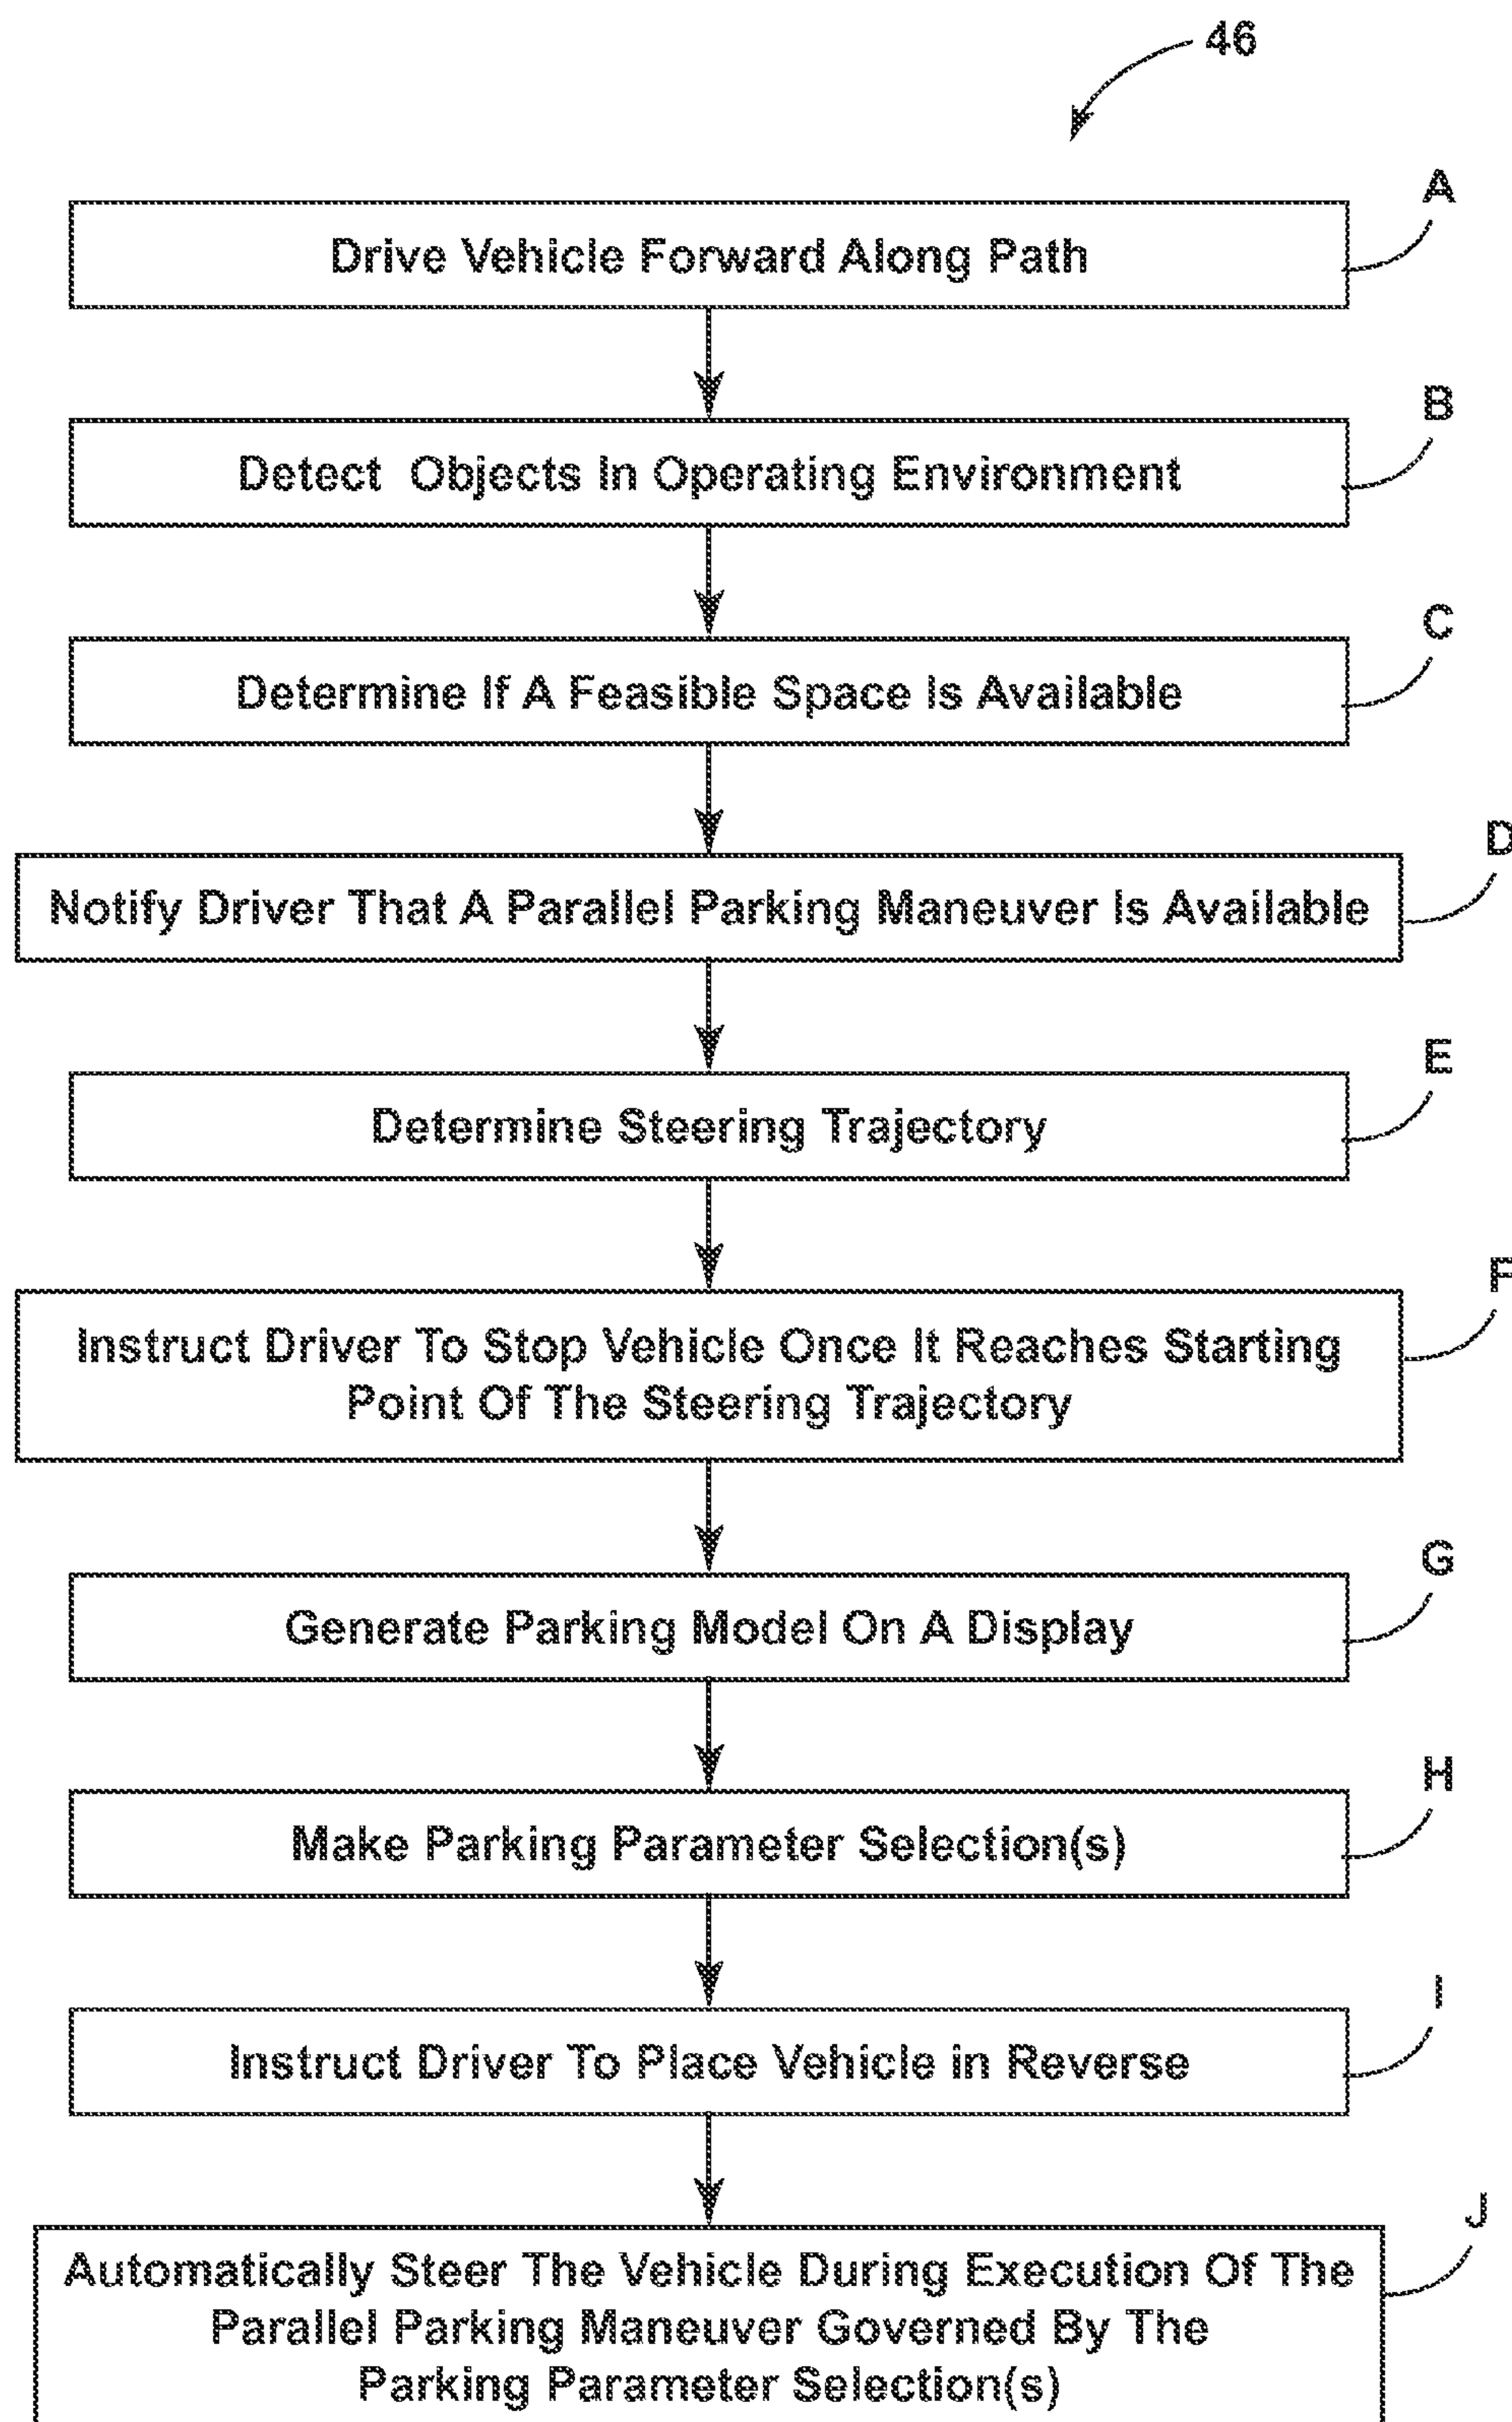 46
A
Drive Vehicle Forward Along Path
B
Detect Objects In Operating Environment
C
Determine If A Feasible Space Is Available
D
Notify Driver That A Parallel Parking Maneuver Is Available
E
Determine Steering Trajectory
F
Instruct Driver To Stop Vehicle Once It Reaches Starting
Point Of The Steering Trajectory
G
Generate Parking Model On A Display
H
Make Parking Parameter Selection(s)
I
Instruct Driver To Place Vehicle in Reverse
J
Automatically Steer The Vehicle During Execution Of The
Parallel Parking Maneuver Governed By The
Parking Parameter Selection(s)